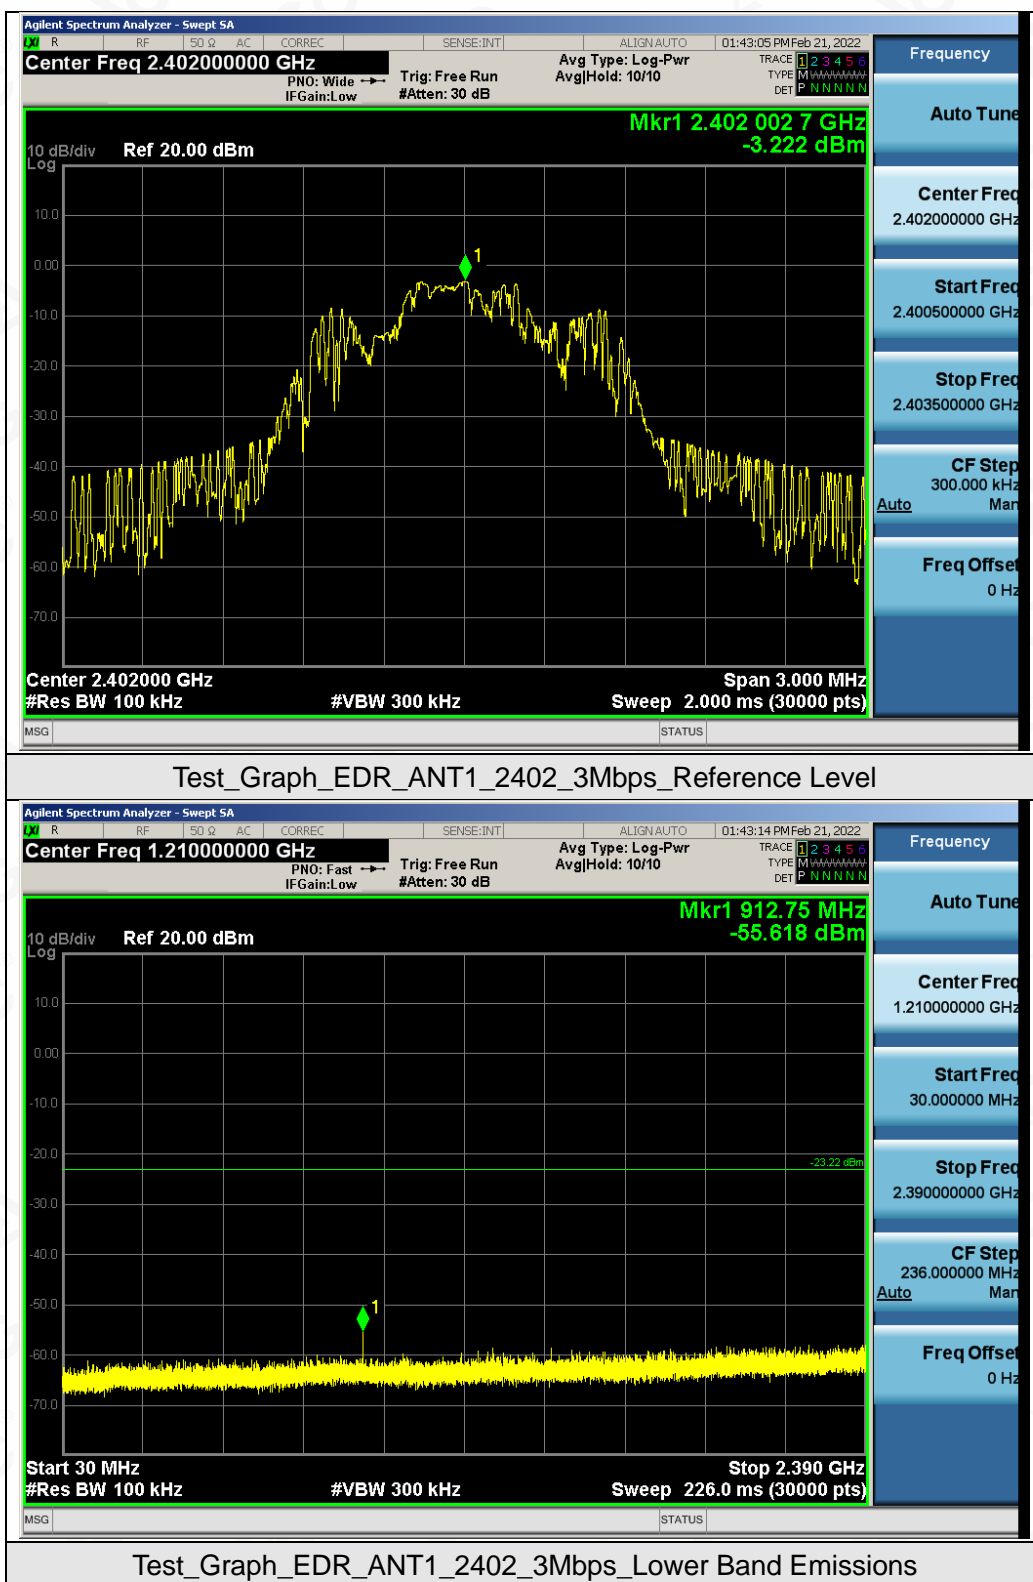 Agilent Spectrum Analyzer - Swept SA
LXI R RF 50 Ω AC CORREC SENSE:INT ALIGN AUTO 01:43:05 PM Feb 21, 2022
Center Freq 2.402000000 GHz
PNO: Wide
IFGain:Low
Trig: Free Run
#Atten: 30 dB
Avg Type: Log-Pwr
Avg|Hold: 10/10
TRACE 1 2 3 4 5 6
TYPE M WWWWW
DET P N N N N N
Mkr1 2.402 002 7 GHz
-3.222 dBm
10 dB/div Ref 20.00 dBm
Log
10.0
0.00
-10.0
-20.0
-30.0
-40.0
-50.0
-60.0
-70.0
1
Center 2.402000 GHz Span 3.000 MHz
#Res BW 100 kHz #VBW 300 kHz Sweep 2.000 ms (30000 pts)
MSG STATUS
Frequency
Auto Tune
Center Freq
2.402000000 GHz
Start Freq
2.400500000 GHz
Stop Freq
2.403500000 GHz
CF Step
300.000 kHz
Auto Man
Freq Offset
0 Hz
Test_Graph_EDR_ANT1_2402_3Mbps_Reference Level
Agilent Spectrum Analyzer - Swept SA
LXI R RF 50 Ω AC CORREC SENSE:INT ALIGN AUTO 01:43:14 PM Feb 21, 2022
Center Freq 1.210000000 GHz
PNO: Fast
IFGain:Low
Trig: Free Run
#Atten: 30 dB
Avg Type: Log-Pwr
Avg|Hold: 10/10
TRACE 1 2 3 4 5 6
TYPE M WWWWW
DET P N N N N N
Mkr1 912.75 MHz
-55.618 dBm
10 dB/div Ref 20.00 dBm
Log
10.0
0.00
-10.0
-20.0
-23.22 dBm
-30.0
-40.0
-50.0
-60.0
-70.0
1
Start 30 MHz Stop 2.390 GHz
#Res BW 100 kHz #VBW 300 kHz Sweep 226.0 ms (30000 pts)
MSG STATUS
Frequency
Auto Tune
Center Freq
1.210000000 GHz
Start Freq
30.000000 MHz
Stop Freq
2.390000000 GHz
CF Step
236.000000 MHz
Auto Man
Freq Offset
0 Hz
Test_Graph_EDR_ANT1_2402_3Mbps_Lower Band Emissions